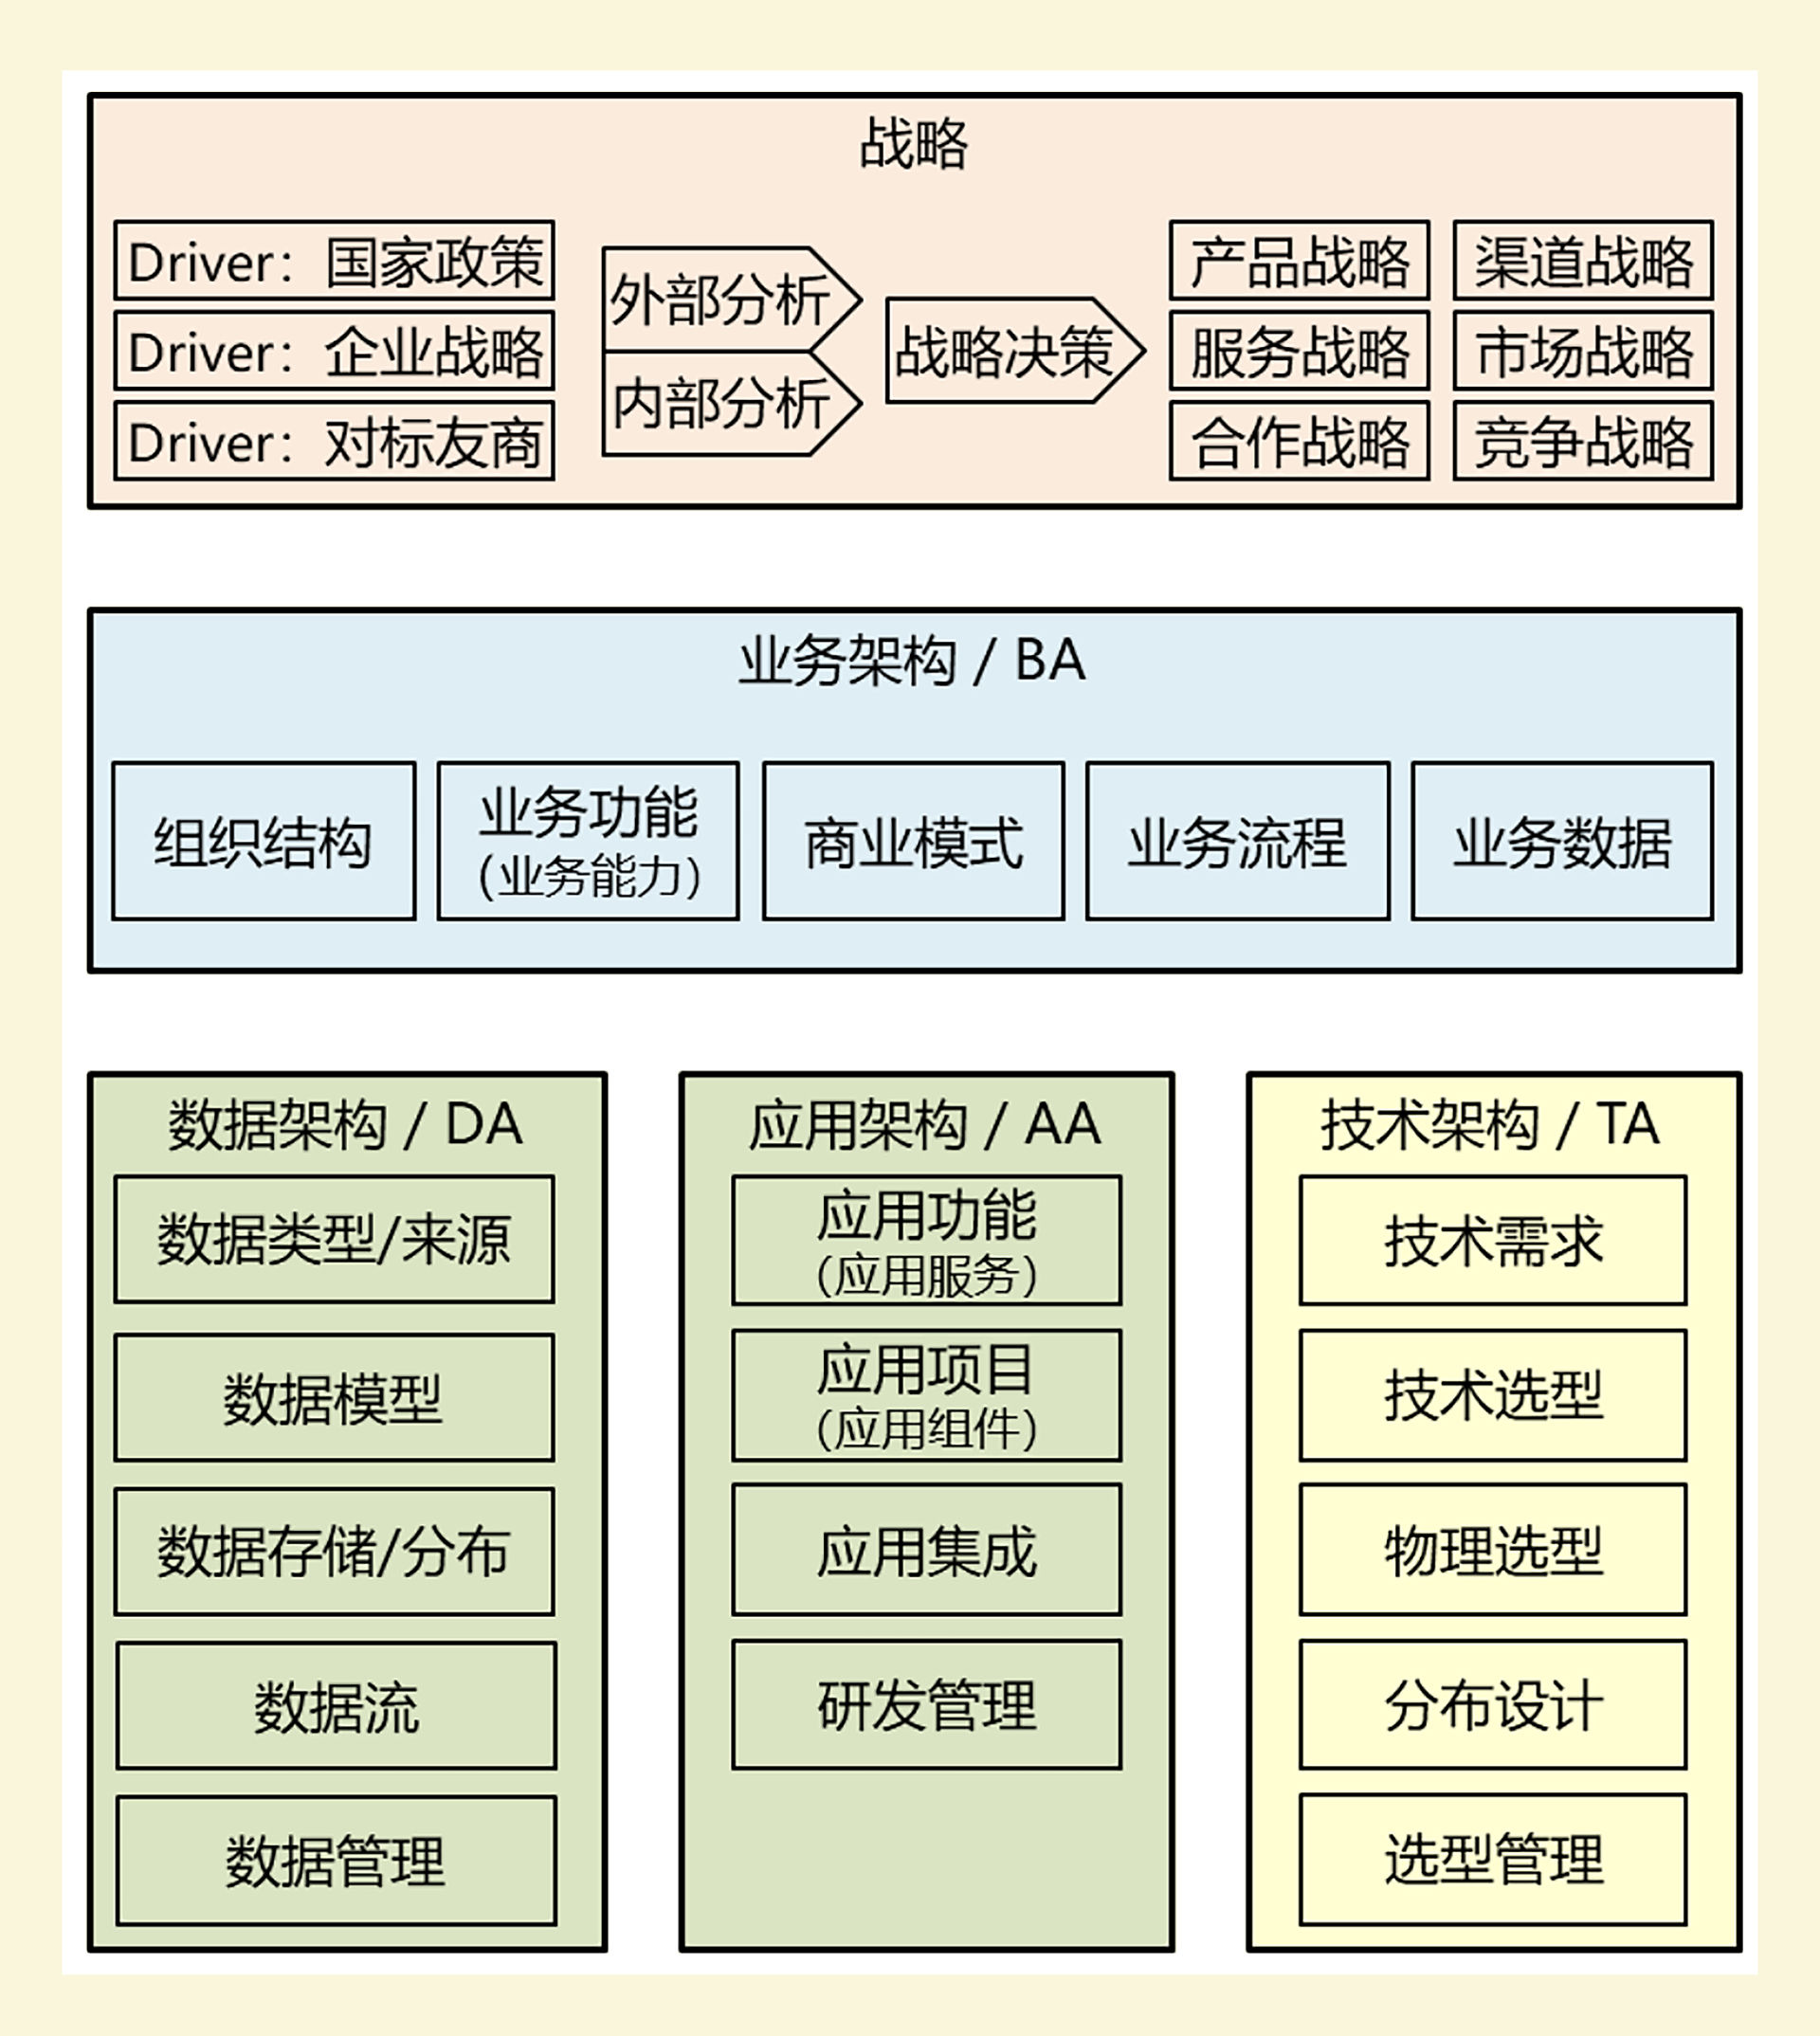 战略
Driver：国家政策
Driver：企业战略
Driver：对标友商
外部分析
内部分析
战略决策
产品战略
渠道战略
服务战略
市场战略
合作战略
竞争战略
业务架构 / BA
组织结构
业务功能
（业务能力）
商业模式
业务流程
业务数据
数据架构 / DA
数据类型/来源
数据模型
数据存储/分布
数据流
数据管理
应用架构 / AA
应用功能
（应用服务）
应用项目
（应用组件）
应用集成
研发管理
技术架构 / TA
技术需求
技术选型
物理选型
分布设计
选型管理